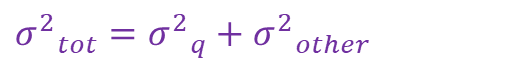 σ²tot = σ²q + σ²other